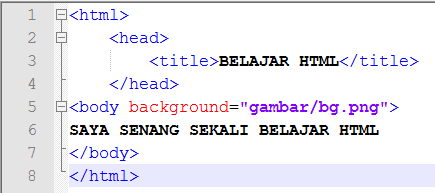 1 <html>
2 <head>
3 <title>BELAJAR HTML</title>
4 </head>
5 <body background="gambar/bg.png">
6 SAYA SENANG SEKALI BELAJAR HTML
7 </body>
8 </html>